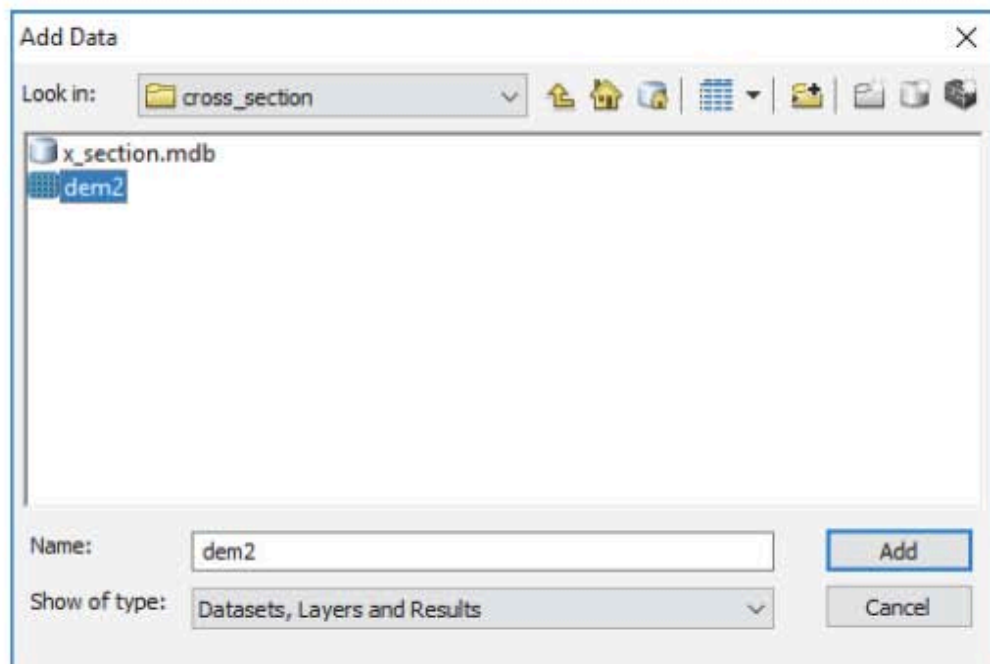 Add Data
Look in: cross_section
x_section.mdb
dem2
Name: dem2 Add
Show of type: Datasets, Layers and Results Cancel